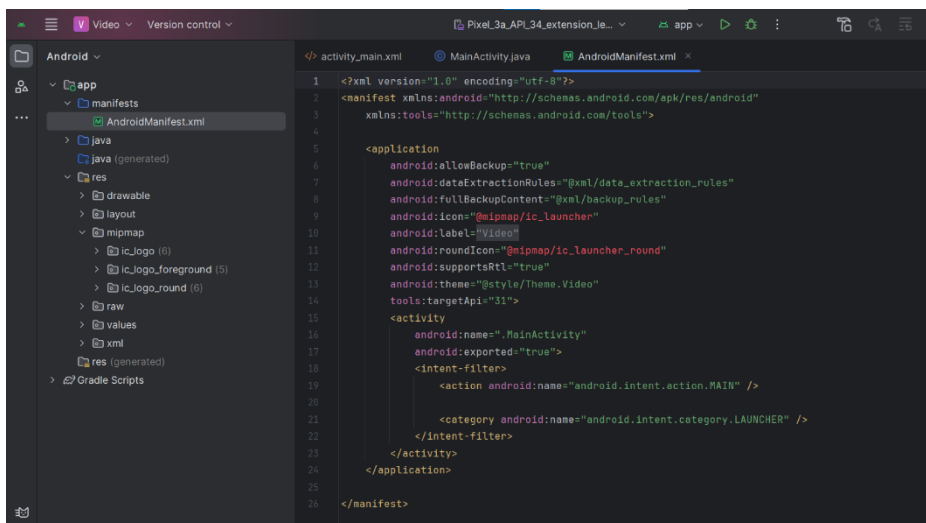 V Video Version control Pixel_3a_API_34_extension_le... app
Android
app
manifests
AndroidManifest.xml
java
java (generated)
res
drawable
layout
mipmap
ic_logo (6)
ic_logo_foreground (5)
ic_logo_round (6)
raw
values
xml
res (generated)
Gradle Scripts
</> activity_main.xml © MainActivity.java M AndroidManifest.xml ×
1 <?xml version="1.0" encoding="utf-8"?>
2 <manifest xmlns:android="http://schemas.android.com/apk/res/android"
3 xmlns:tools="http://schemas.android.com/tools">
4
5 <application
6 android:allowBackup="true"
7 android:dataExtractionRules="@xml/data_extraction_rules"
8 android:fullBackupContent="@xml/backup_rules"
9 android:icon="@mipmap/ic_launcher"
10 android:label="Video"
11 android:roundIcon="@mipmap/ic_launcher_round"
12 android:supportsRtl="true"
13 android:theme="@style/Theme.Video"
14 tools:targetApi="31">
15 <activity
16 android:name=".MainActivity"
17 android:exported="true">
18 <intent-filter>
19 <action android:name="android.intent.action.MAIN" />
20
21 <category android:name="android.intent.category.LAUNCHER" />
22 </intent-filter>
23 </activity>
24 </application>
25
26 </manifest>